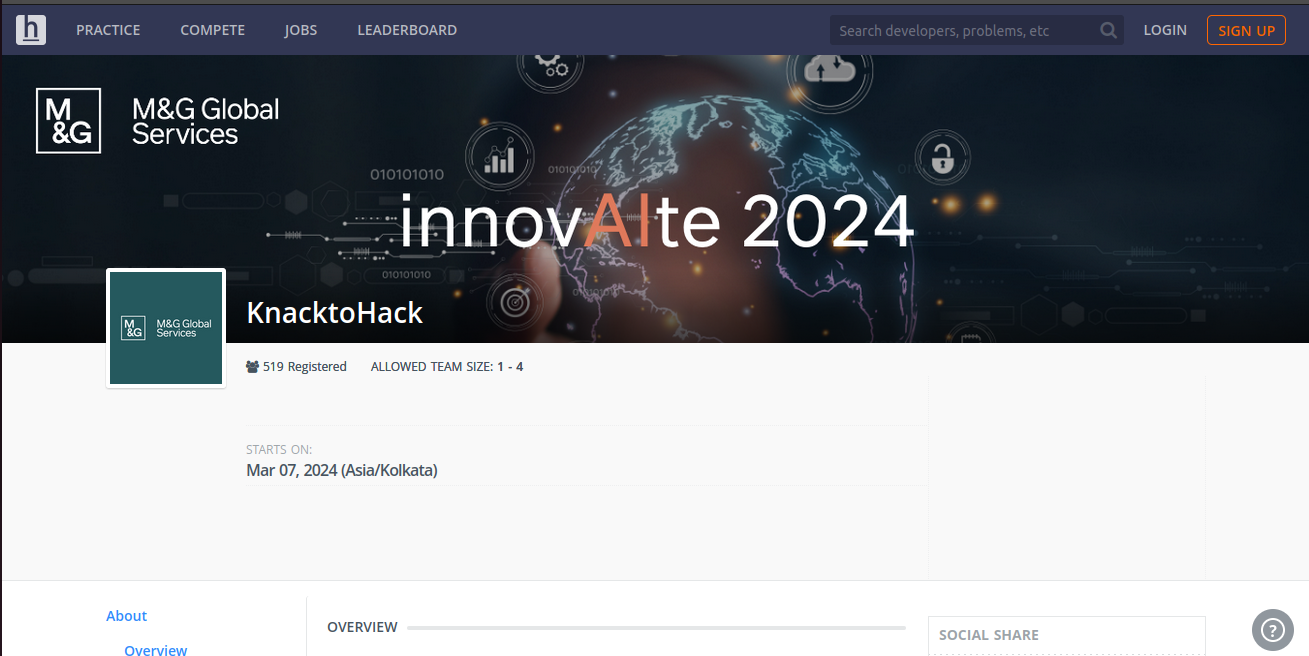 h PRACTICE COMPETE JOBS LEADERBOARD Search developers, problems, etc LOGIN SIGN UP
M&G M&G Global Services
010101010
010101010
innovAIte 2024
010101010
KnacktoHack
M&G M&G Global Services
519 Registered ALLOWED TEAM SIZE: 1 - 4
STARTS ON:
Mar 07, 2024 (Asia/Kolkata)
About
OVERVIEW
SOCIAL SHARE
?
Overview